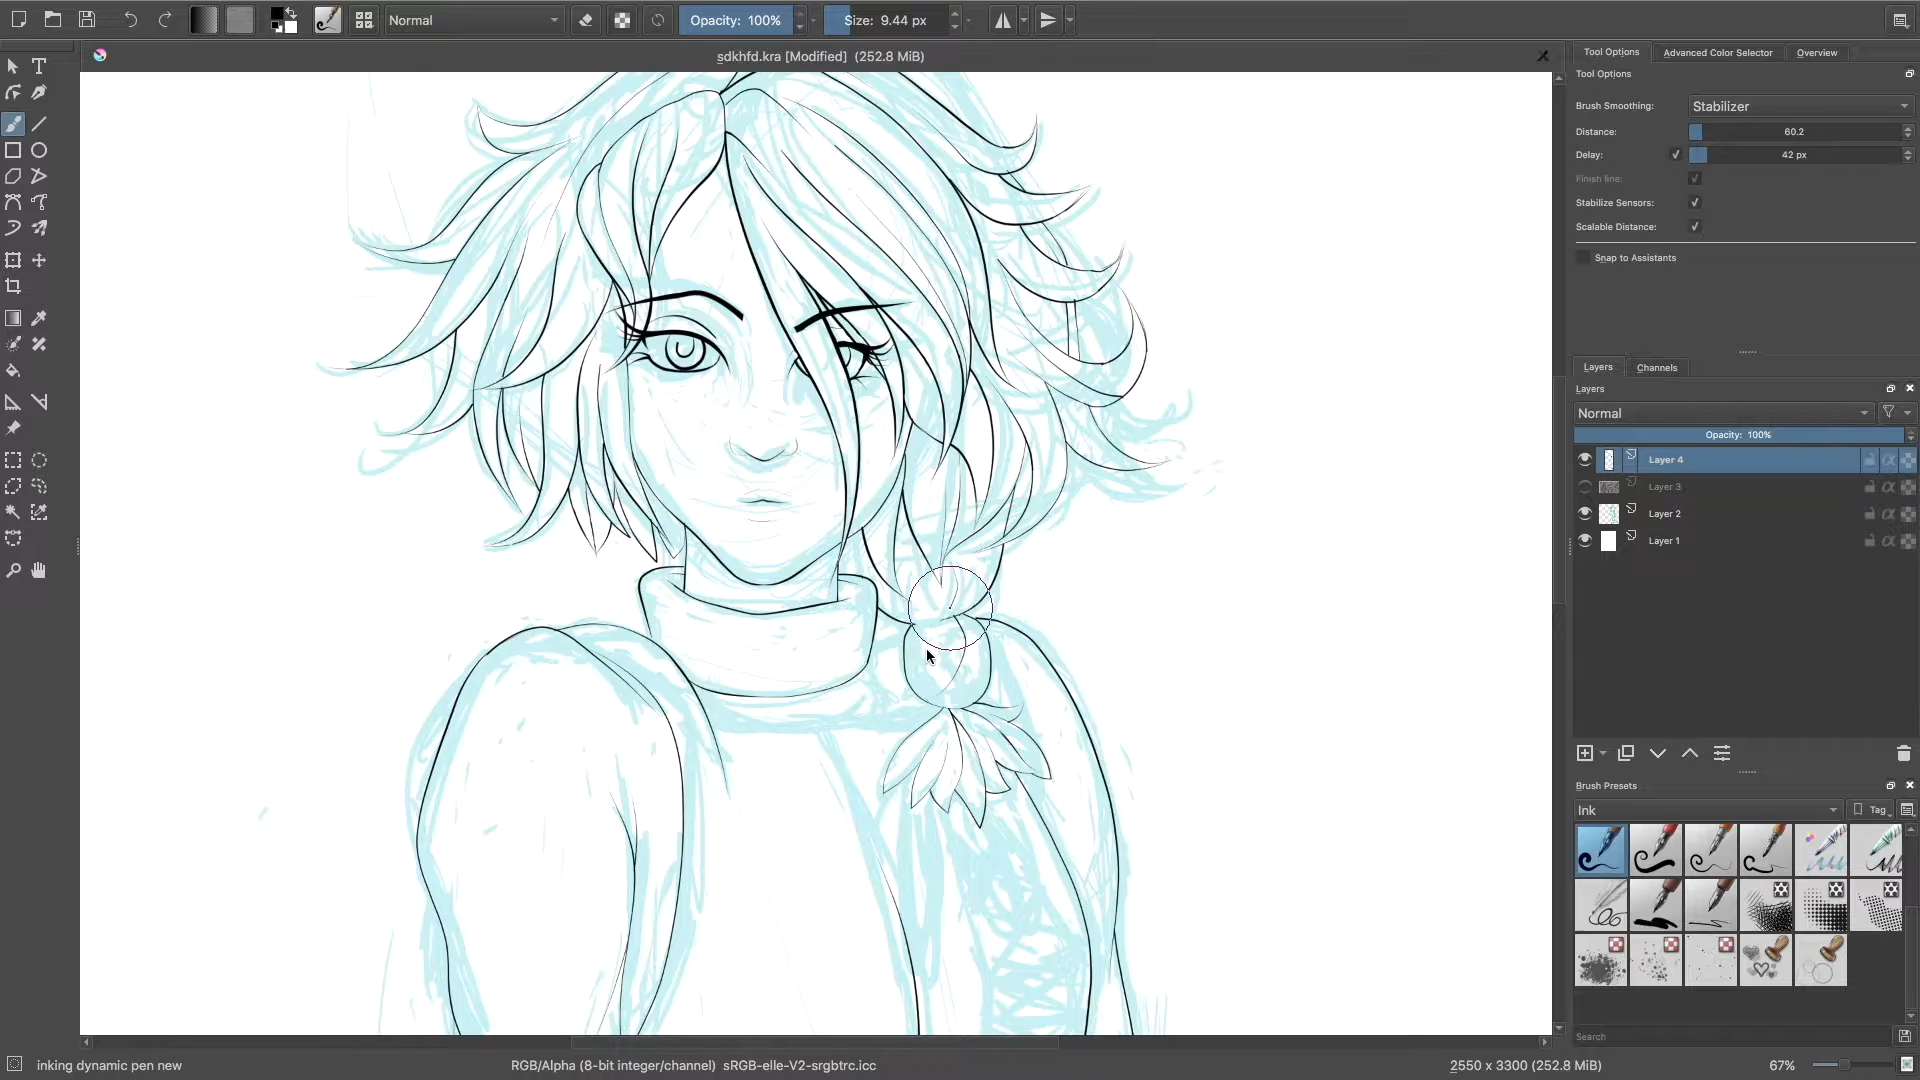 Normal
Opacity: 100%
Size: 9.44 px
sdkhfd.kra [Modified] (252.8 MiB)
Tool Options
Advanced Color Selector
Overview
Tool Options
Brush Smoothing:
Stabilizer
Distance:
60.2
Delay:
42 px
Finish line:
Stabilize Sensors:
Scalable Distance:
Snap to Assistants
Layers
Channels
Layers
Normal
Opacity: 100%
Layer 4
Layer 3
Layer 2
Layer 1
Brush Presets
Ink
Tag
Search
inking dynamic pen new
RGB/Alpha (8-bit integer/channel) sRGB-elle-V2-srgbtrc.icc
2550 x 3300 (252.8 MiB)
67%